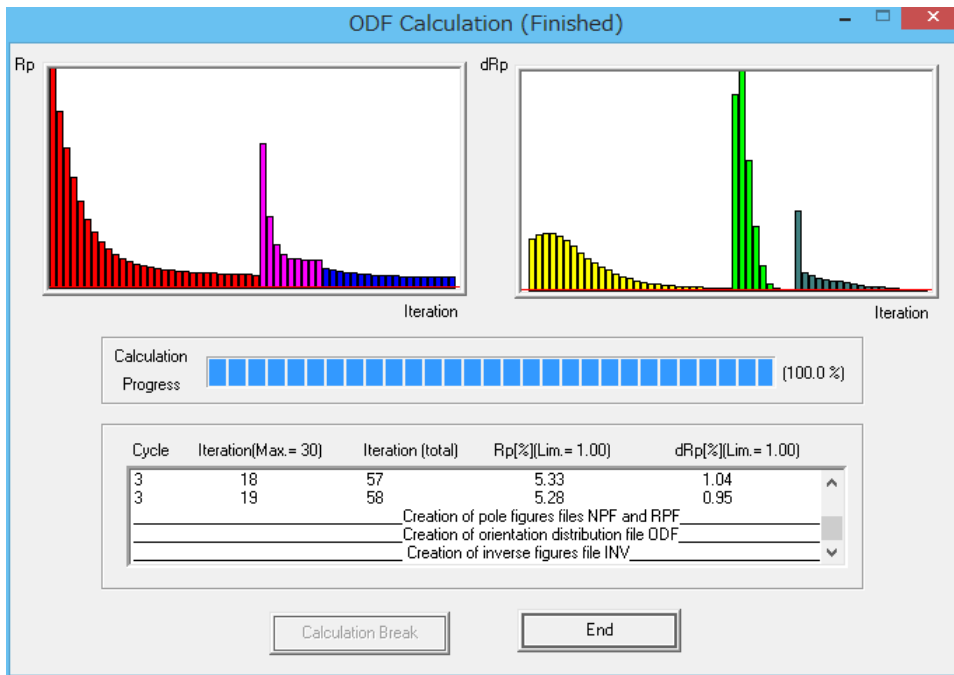 ODF Calculation (Finished)
Rp
dRp
Iteration
Iteration
Calculation
Progress
(100.0 %)
Cycle Iteration(Max.= 30) Iteration (total) Rp[%](Lim.= 1.00) dRp[%](Lim.= 1.00)
3 18 57 5.33 1.04
3 19 58 5.28 0.95
Creation of pole figures files NPF and RPF
Creation of orientation distribution file ODF
Creation of inverse figures file INV
Calculation Break
End